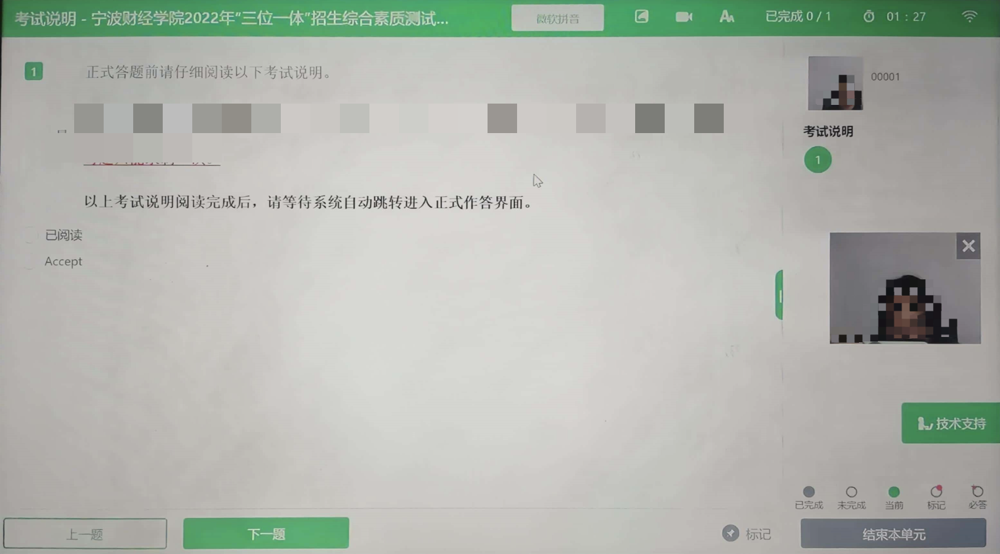 考试说明 - 宁波财经学院2022年"三位一体"招生综合素质测试...
微软拼音
已完成 0 / 1
01 : 27
1
正式答题前请仔细阅读以下考试说明。
以上考试说明阅读完成后，请等待系统自动跳转进入正式作答界面。
已阅读
Accept
00001
考试说明
1
技术支持
已完成
未完成
当前
标记
必答
上一题
下一题
标记
结束本单元